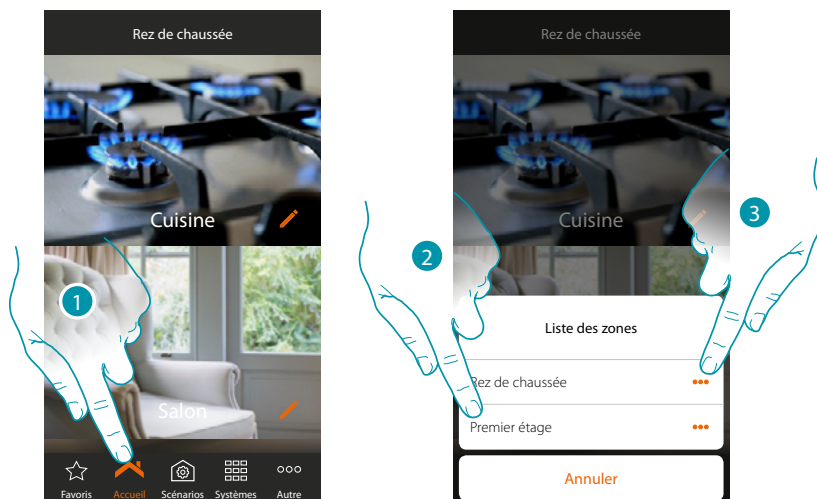 Rez de chaussée
Cuisine
1
Salon
Favoris Accueil Scénarios Systèmes Autre
Rez de chaussée
Cuisine
2
3
Liste des zones
Rez de chaussée
Premier étage
Annuler